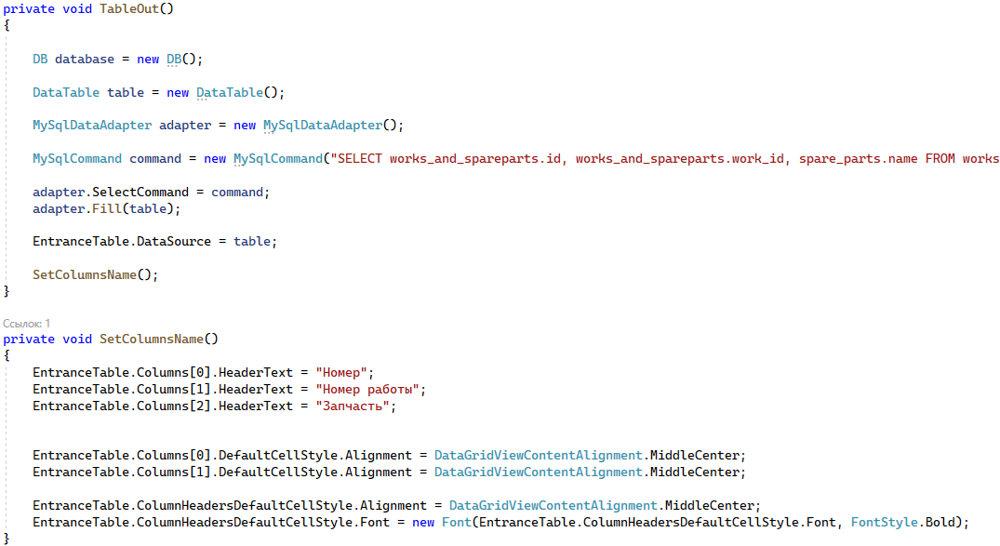 private void TableOut()
{
DB database = new DB();
DataTable table = new DataTable();
MySqlDataAdapter adapter = new MySqlDataAdapter();
MySqlCommand command = new MySqlCommand("SELECT works_and_spareparts.id, works_and_spareparts.work_id, spare_parts.name FROM works
adapter.SelectCommand = command;
adapter.Fill(table);
EntranceTable.DataSource = table;
SetColumnsName();
}
Ссылок: 1
private void SetColumnsName()
{
EntranceTable.Columns[0].HeaderText = "Номер";
EntranceTable.Columns[1].HeaderText = "Номер работы";
EntranceTable.Columns[2].HeaderText = "Запчасть";
EntranceTable.Columns[0].DefaultCellStyle.Alignment = DataGridViewContentAlignment.MiddleCenter;
EntranceTable.Columns[1].DefaultCellStyle.Alignment = DataGridViewContentAlignment.MiddleCenter;
EntranceTable.ColumnHeadersDefaultCellStyle.Alignment = DataGridViewContentAlignment.MiddleCenter;
EntranceTable.ColumnHeadersDefaultCellStyle.Font = new Font(EntranceTable.ColumnHeadersDefaultCellStyle.Font, FontStyle.Bold);
}